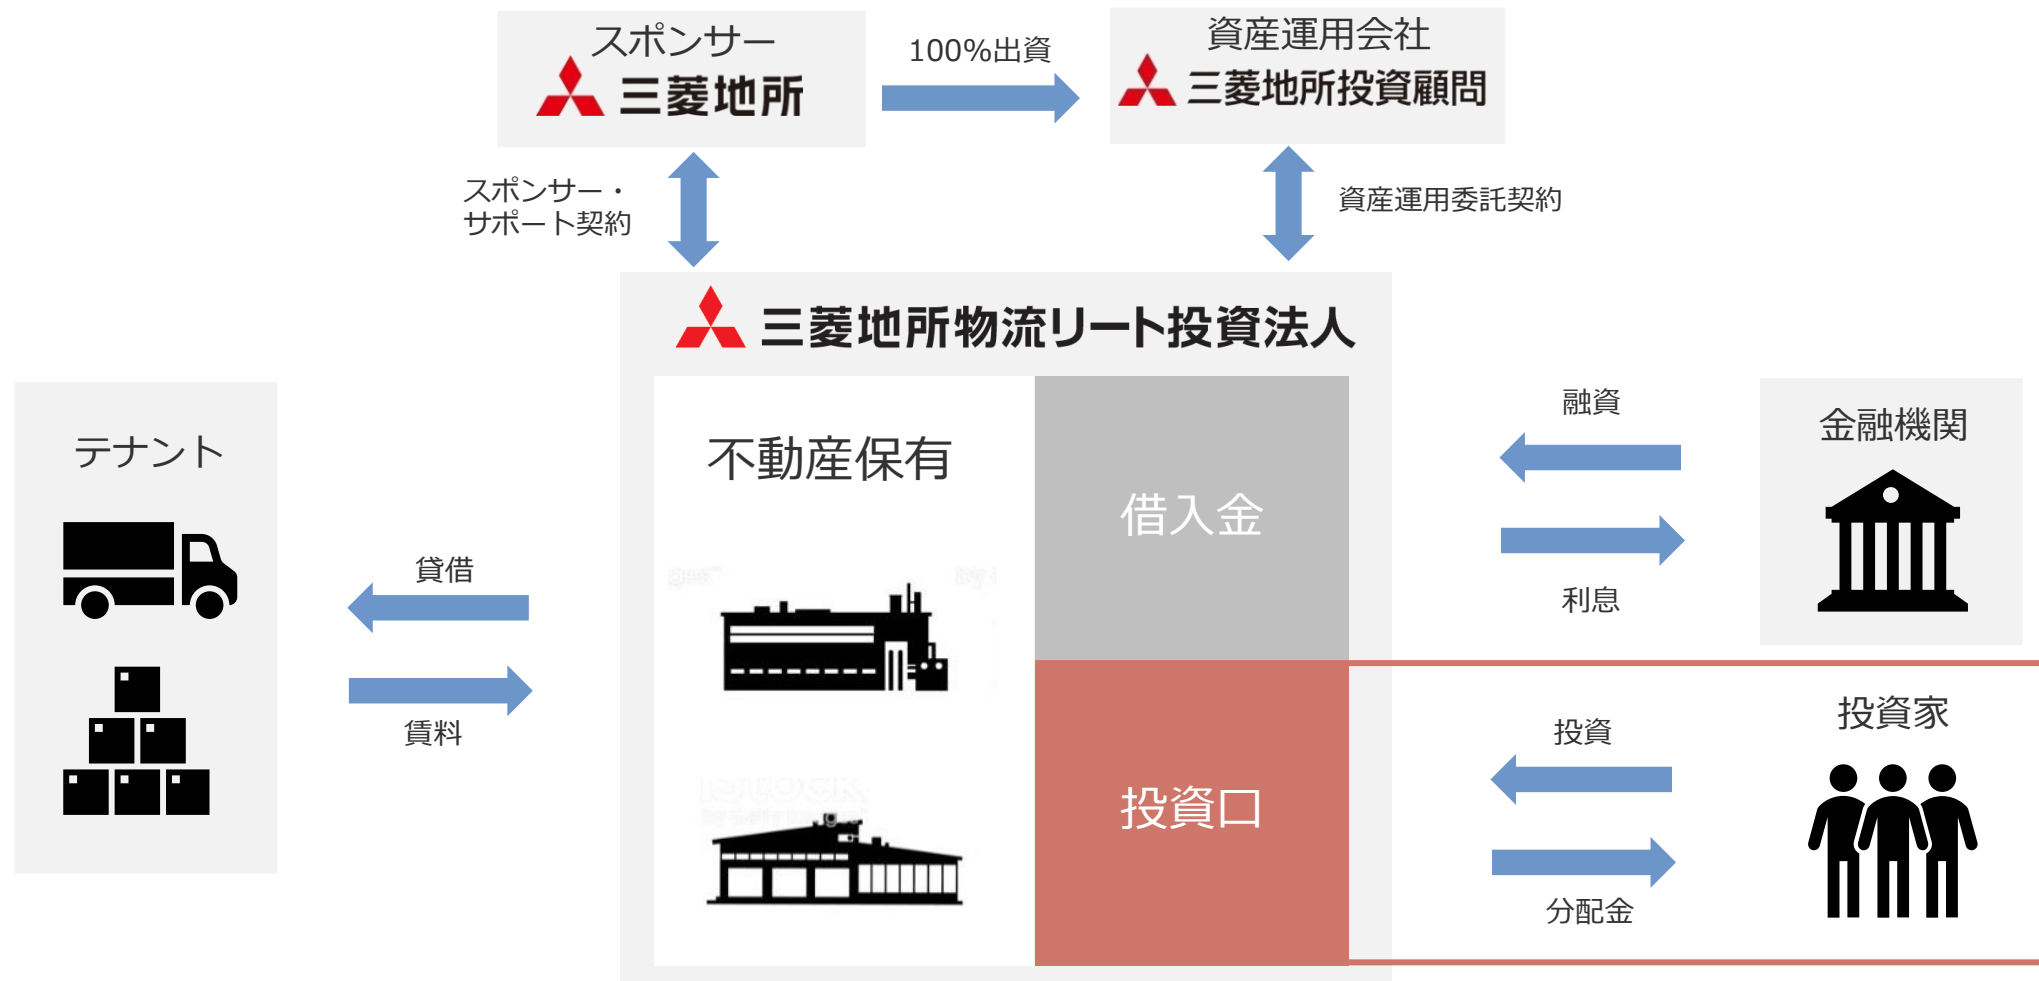 スポンサー
三菱地所
100%出資
資産運用会社
三菱地所投資顧問
スポンサー・
サポート契約
資産運用委託契約
三菱地所物流リート投資法人
テナント
貸借
賃料
不動産保有
借入金
投資口
融資
利息
金融機関
投資
分配金
投資家